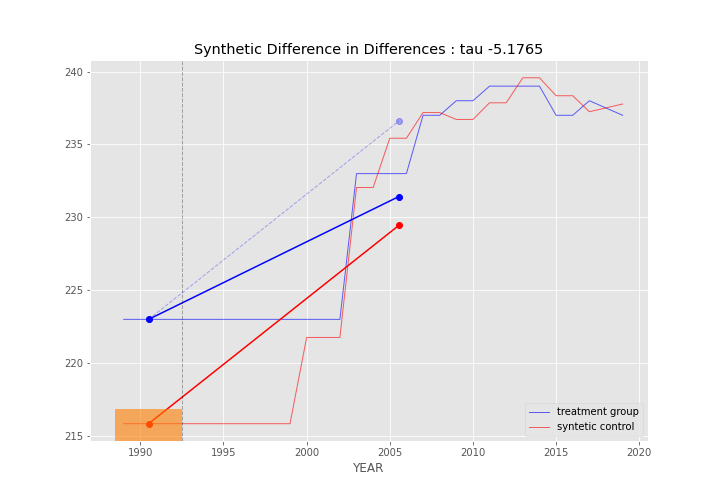 Synthetic Difference in Differences : tau -5.1765
240
235
230
225
220
215
treatment group
syntetic control
1990 1995 2000 2005 2010 2015 2020
YEAR